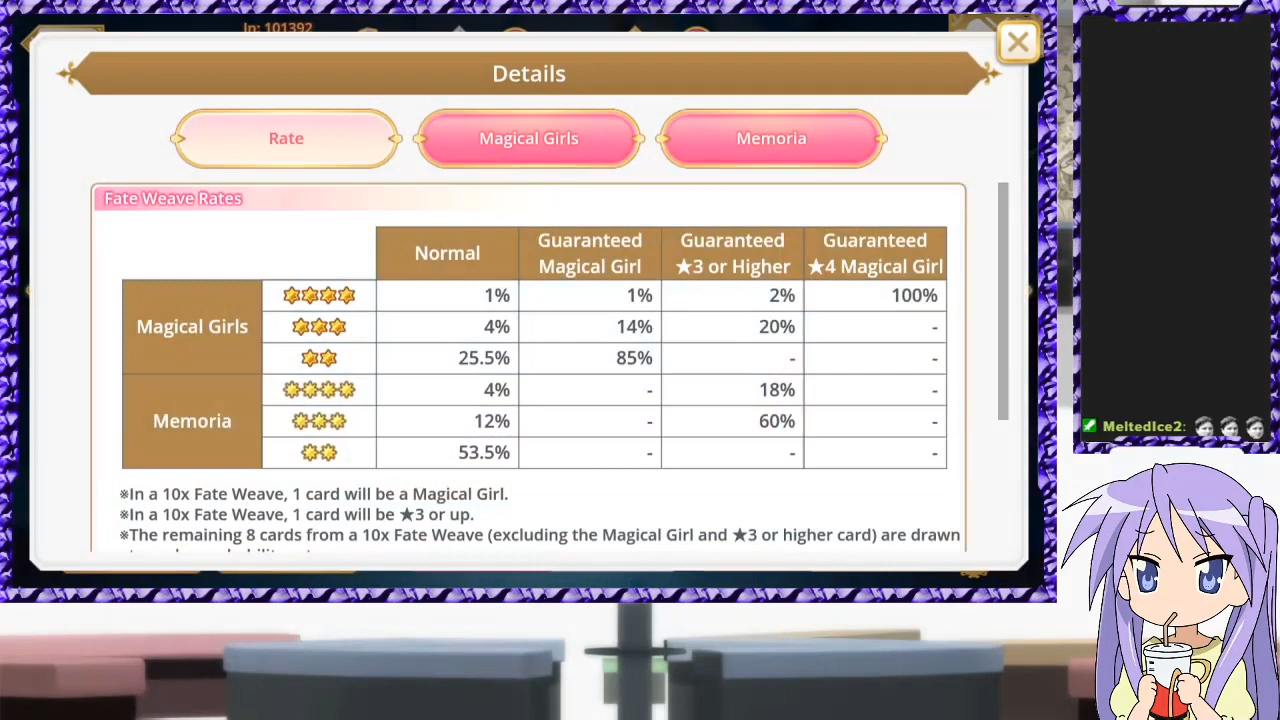 In: 101392
Details
Rate Magical Girls Memoria
Fate Weave Rates
Normal Guaranteed Magical Girl Guaranteed ★3 or Higher Guaranteed ★4 Magical Girl
Magical Girls
★★★★ 1% 1% 2% 100%
★★★ 4% 14% 20% -
★★ 25.5% 85% - -
Memoria
★★★★ 4% - 18% -
★★★ 12% - 60% -
★★ 53.5% - - -
※In a 10x Fate Weave, 1 card will be a Magical Girl.
※In a 10x Fate Weave, 1 card will be ★3 or up.
※The remaining 8 cards from a 10x Fate Weave (excluding the Magical Girl and ★3 or higher card) are drawn
MeltedIce2: